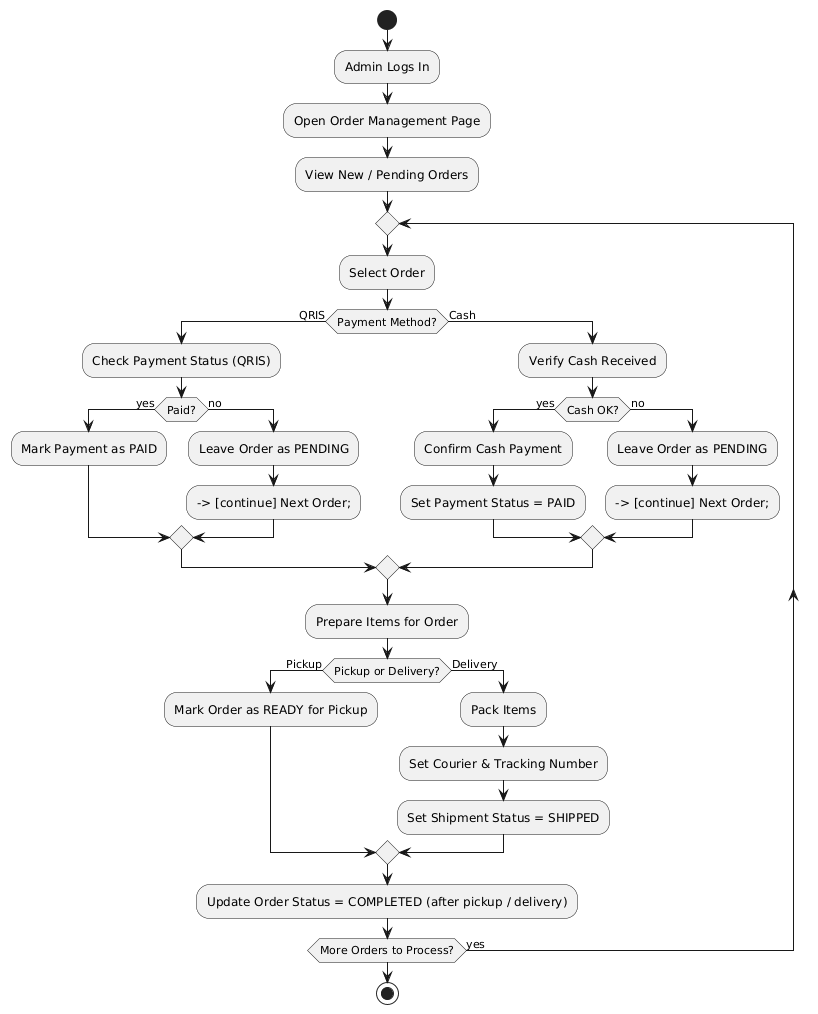 Admin Logs In
Open Order Management Page
View New / Pending Orders
Select Order
QRIS
Payment Method?
Cash
Check Payment Status (QRIS)
Verify Cash Received
yes
Paid?
no
yes
Cash OK?
no
Mark Payment as PAID
Leave Order as PENDING
Confirm Cash Payment
Leave Order as PENDING
-> [continue] Next Order;
Set Payment Status = PAID
-> [continue] Next Order;
Prepare Items for Order
Pickup
Pickup or Delivery?
Delivery
Mark Order as READY for Pickup
Pack Items
Set Courier & Tracking Number
Set Shipment Status = SHIPPED
Update Order Status = COMPLETED (after pickup / delivery)
More Orders to Process?
yes